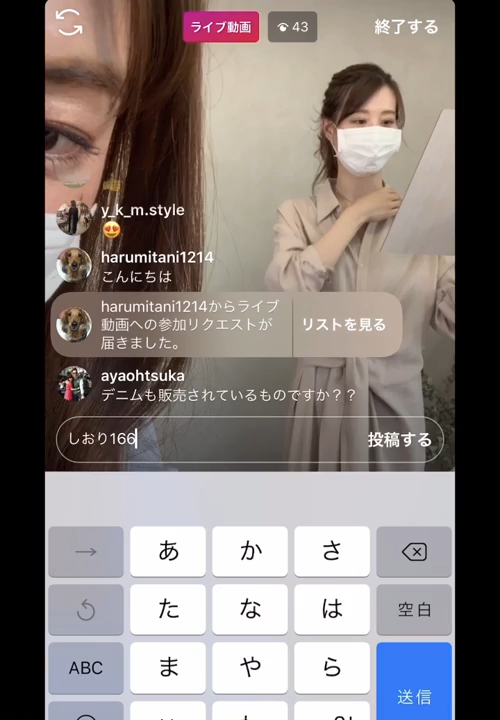 ライブ動画
43
終了する
y_k_m.style
😍
harumitani1214
こんにちは
harumitani1214からライブ
動画への参加リクエストが
届きました。
リストを見る
ayaohtsuka
デニムも販売されているものですか？？
しおり166
投稿する
→
あ
か
さ
た
な
は
空白
ABC
ま
や
ら
送信